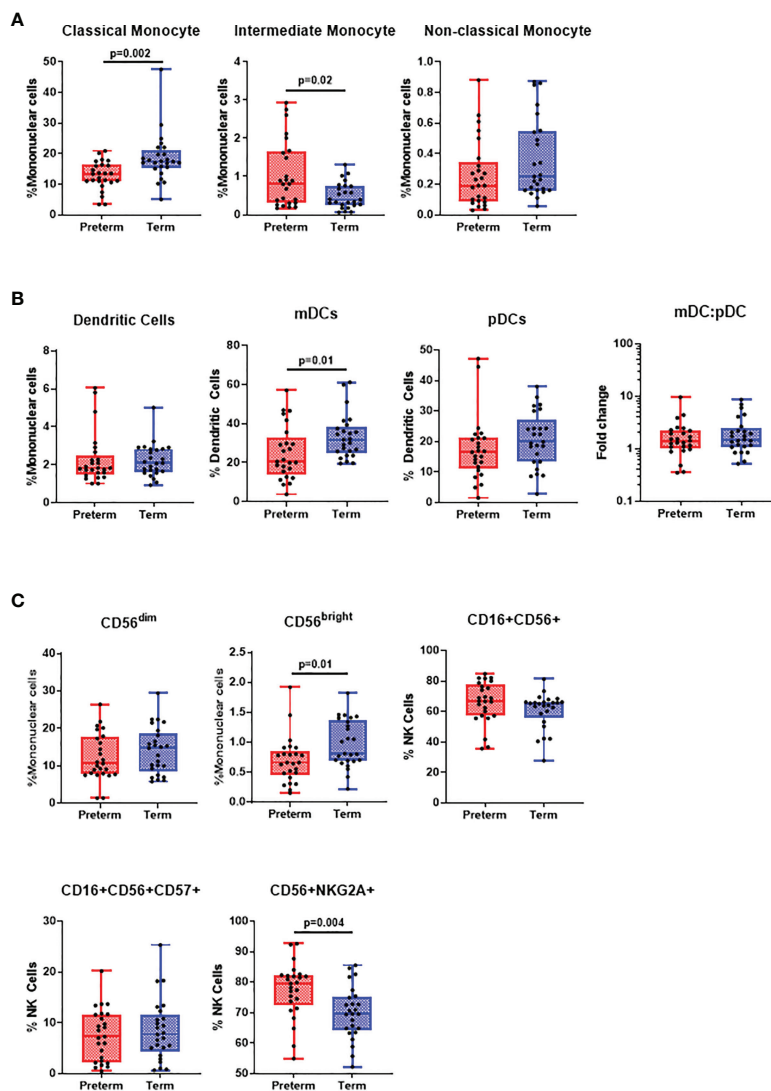 A
Classical Monocyte
Intermediate Monocyte
Non-classical Monocyte
p=0.002
p=0.02
%Mononuclear cells
50
40
30
20
10
0
Preterm
Term
%Mononuclear cells
4
3
2
1
0
Preterm
Term
%Mononuclear cells
1.0
0.8
0.6
0.4
0.2
0.0
Preterm
Term
B
Dendritic Cells
mDCs
pDCs
mDC:pDC
p=0.01
%Mononuclear cells
8
6
4
2
0
Preterm
Term
% Dendritic Cells
80
60
40
20
0
Preterm
Term
% Dendritic Cells
50
40
30
20
10
0
Preterm
Term
Fold change
100
10
1
0.1
Preterm
Term
C
CD56dim
CD56bright
CD16+CD56+
p=0.01
%Mononuclear cells
40
30
20
10
0
Preterm
Term
%Mononuclear cells
2.5
2.0
1.5
1.0
0.5
0.0
Preterm
Term
% NK Cells
100
80
60
40
20
0
Preterm
Term
CD16+CD56+CD57+
CD56+NKG2A+
p=0.004
% NK Cells
30
20
10
0
Preterm
Term
% NK Cells
100
90
80
70
60
50
Preterm
Term